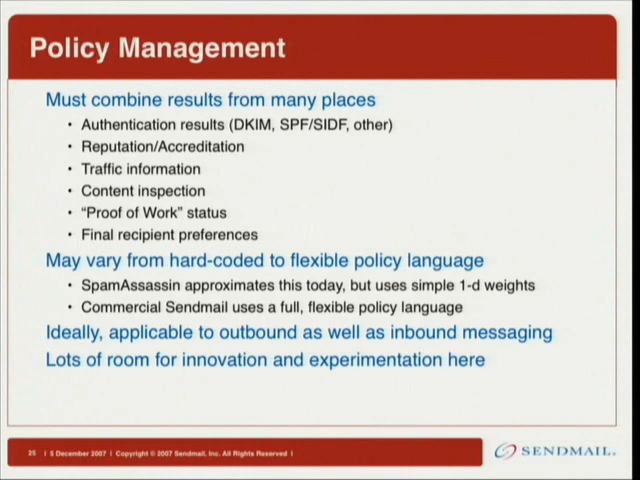 Policy Management
Must combine results from many places
• Authentication results (DKIM, SPF/SIDF, other)
• Reputation/Accreditation
• Traffic information
• Content inspection
• “Proof of Work” status
• Final recipient preferences
May vary from hard-coded to flexible policy language
• SpamAssassin approximates this today, but uses simple 1-d weights
• Commercial Sendmail uses a full, flexible policy language
Ideally, applicable to outbound as well as inbound messaging
Lots of room for innovation and experimentation here
25 | 5 December 2007 | Copyright © 2007 Sendmail, Inc. All Rights Reserved |
SENDMAIL.